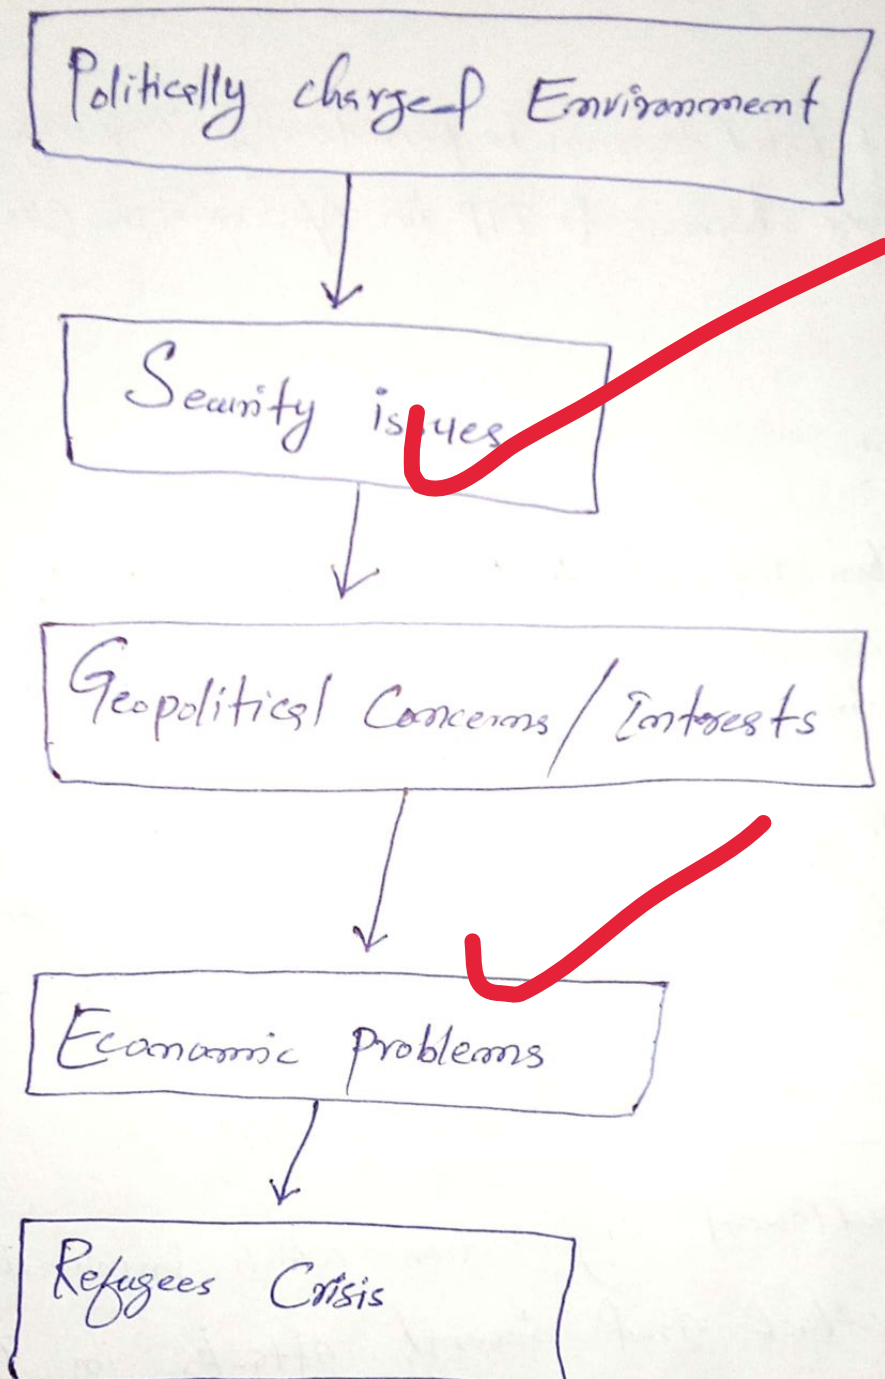 Politically charged Environment
Security issues
Geopolitical Concerns / Interests
Economic problems
Refugees Crisis